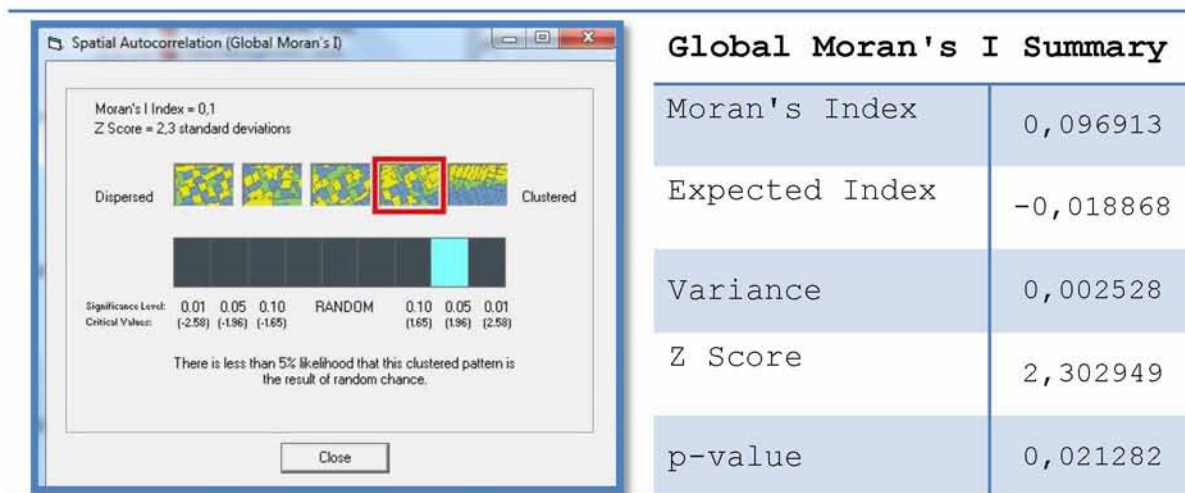 Spatial Autocorrelation (Global Moran's I)
Moran's I Index = 0,1
Z Score = 2,3 standard deviations
Dispersed
Clustered
Significance Level: 0.01 0.05 0.10 RANDOM 0.10 0.05 0.01
Critical Values: (-2.58) (-1.96) (-1.65) (1.65) (1.96) (2.58)
There is less than 5% likelihood that this clustered pattern is
the result of random chance.
Close
Global Moran's I Summary
Moran's Index 0,096913
Expected Index -0,018868
Variance 0,002528
Z Score 2,302949
p-value 0,021282